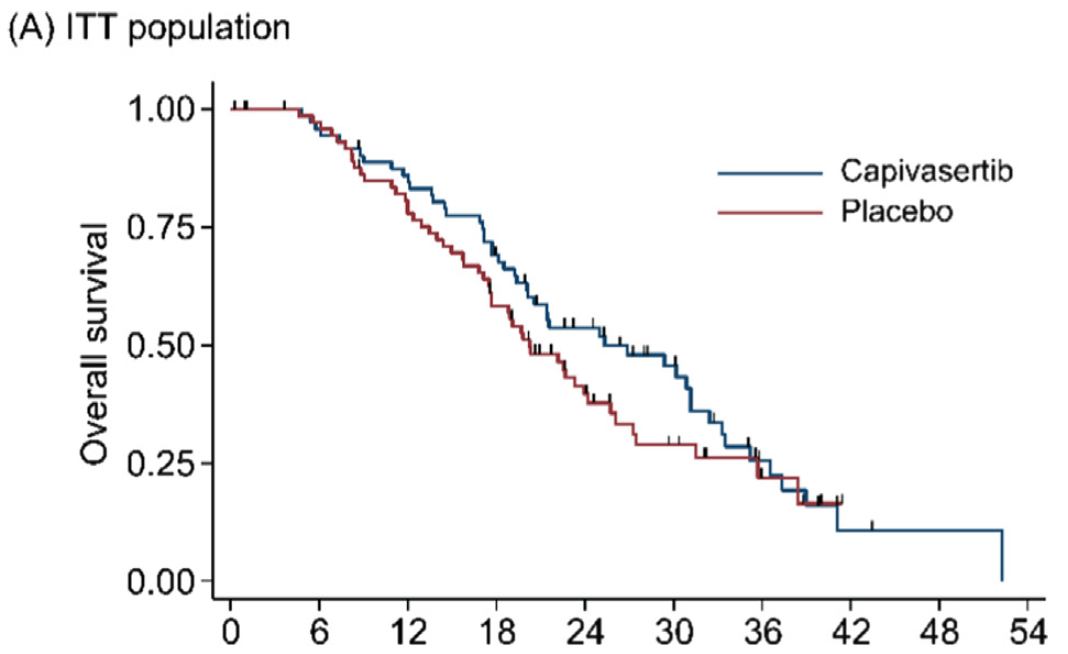 (A) ITT population
1.00
0.75
0.50
0.25
0.00
Overall survival
Capivasertib
Placebo
0 6 12 18 24 30 36 42 48 54